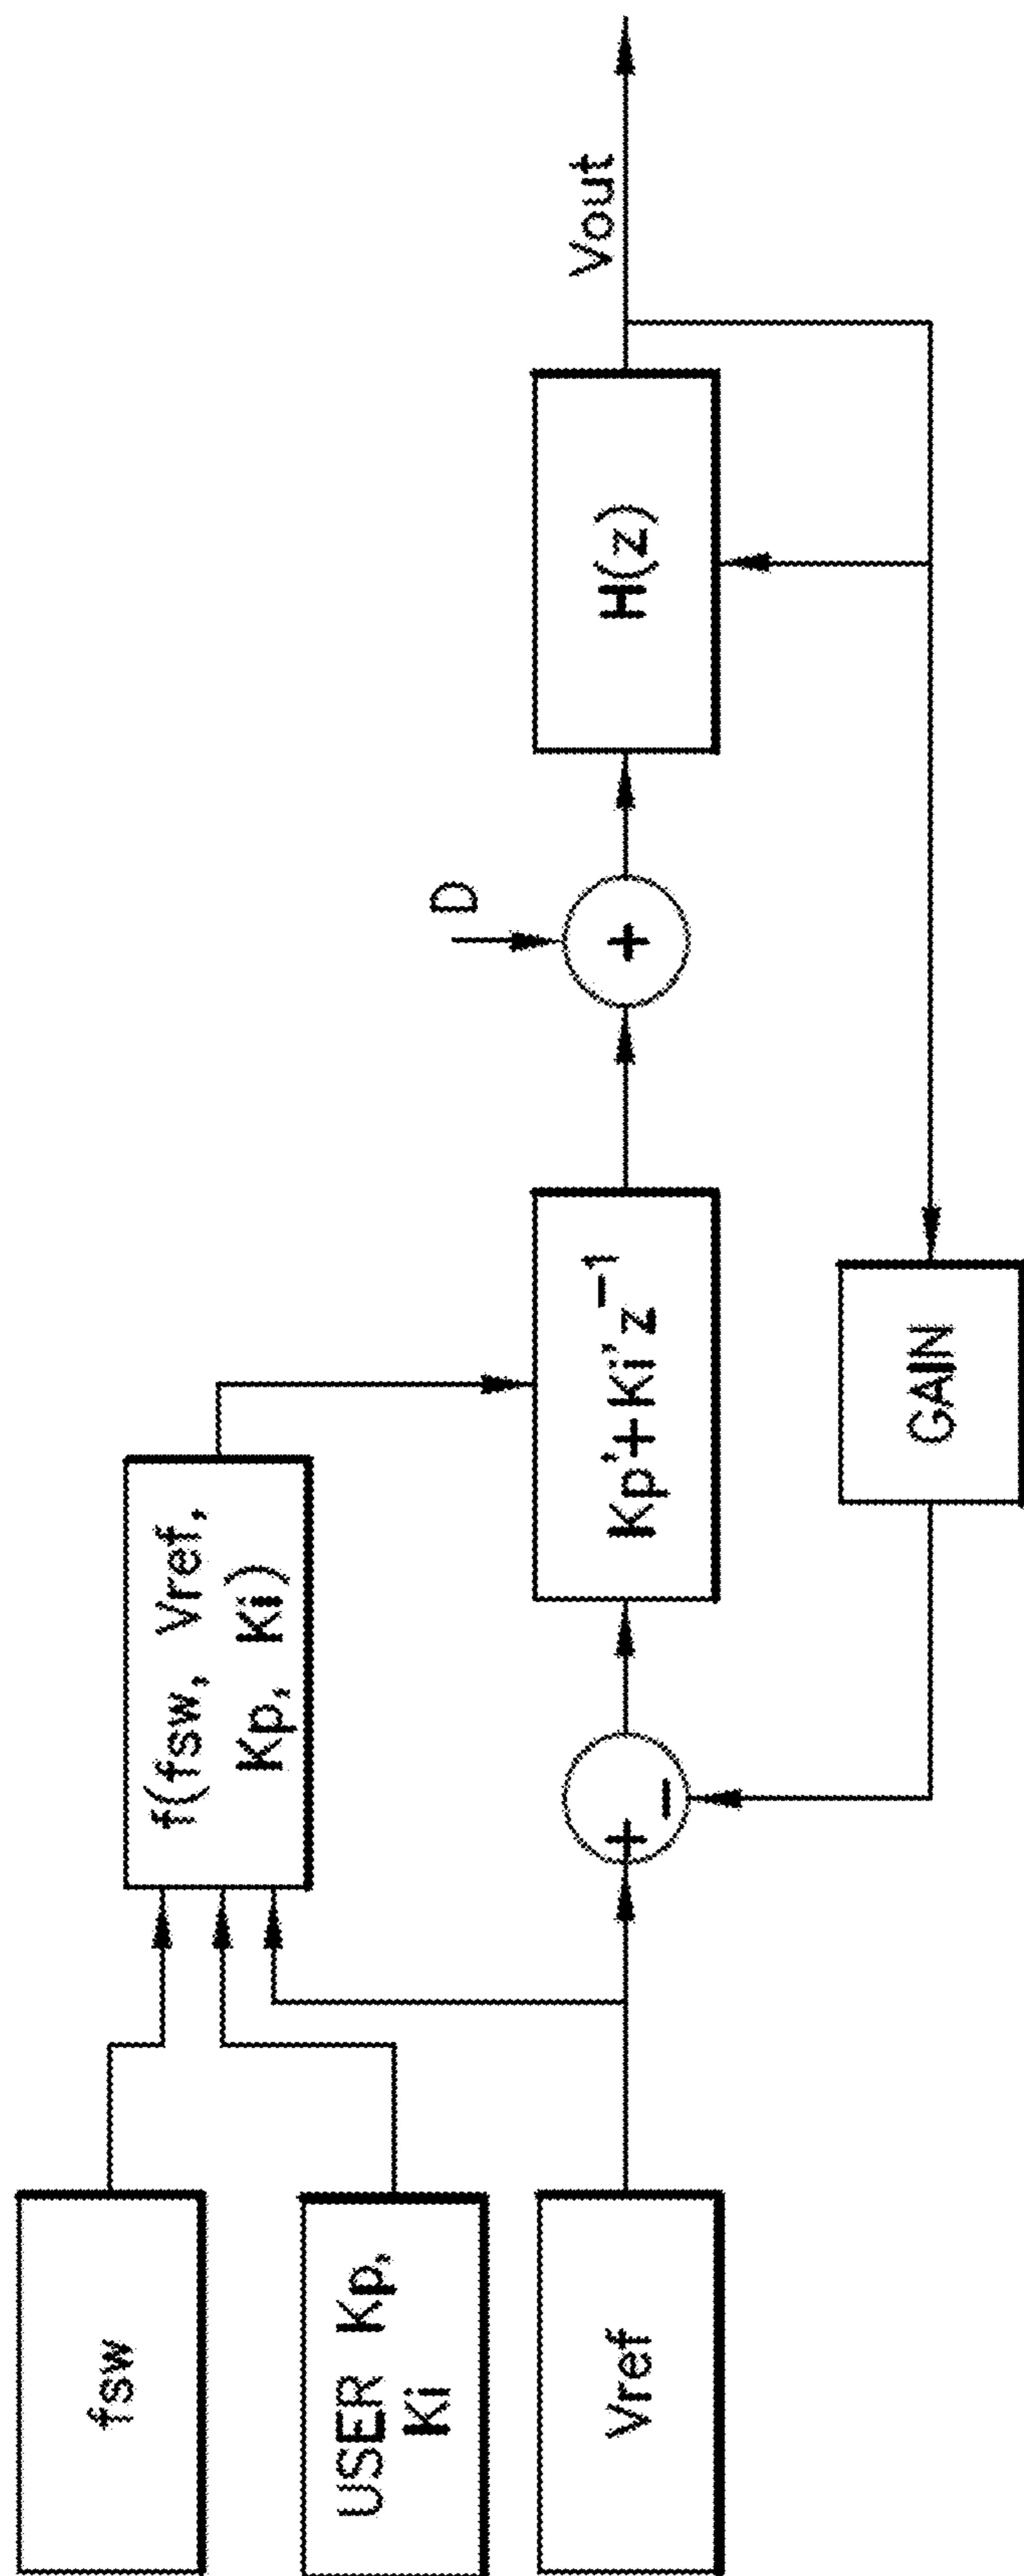 fsw
USER Kp,
Ki
Vref
f(fsw, Vref,
Kp, Ki)
+
−
Kp'+Ki'z⁻¹
GAIN
D
+
H(z)
Vout